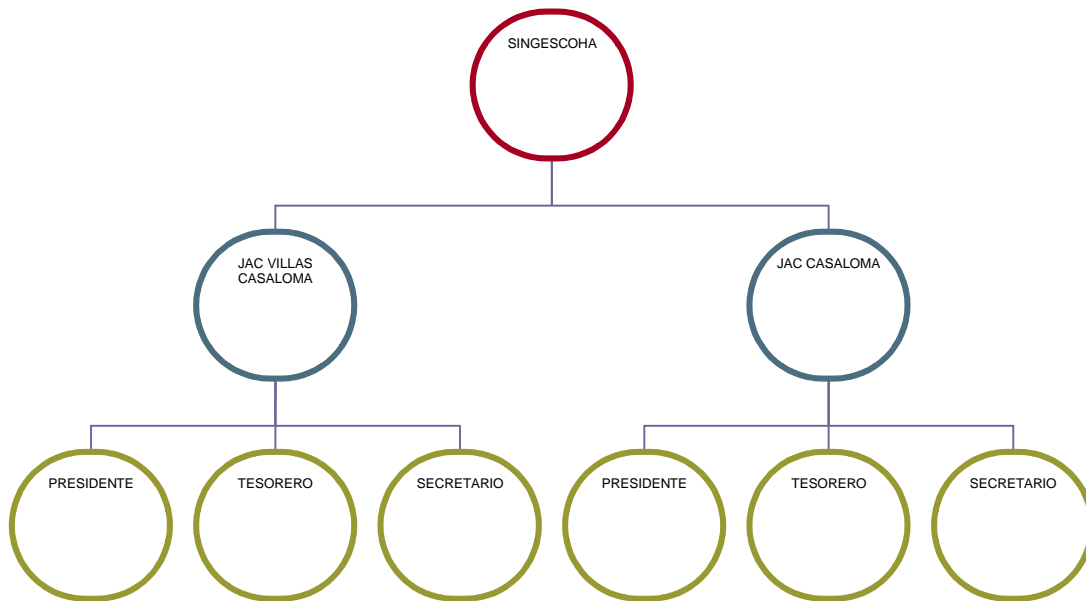 SINGESCOHA
JAC VILLAS
CASALOMA
JAC CASALOMA
PRESIDENTE
TESORERO
SECRETARIO
PRESIDENTE
TESORERO
SECRETARIO